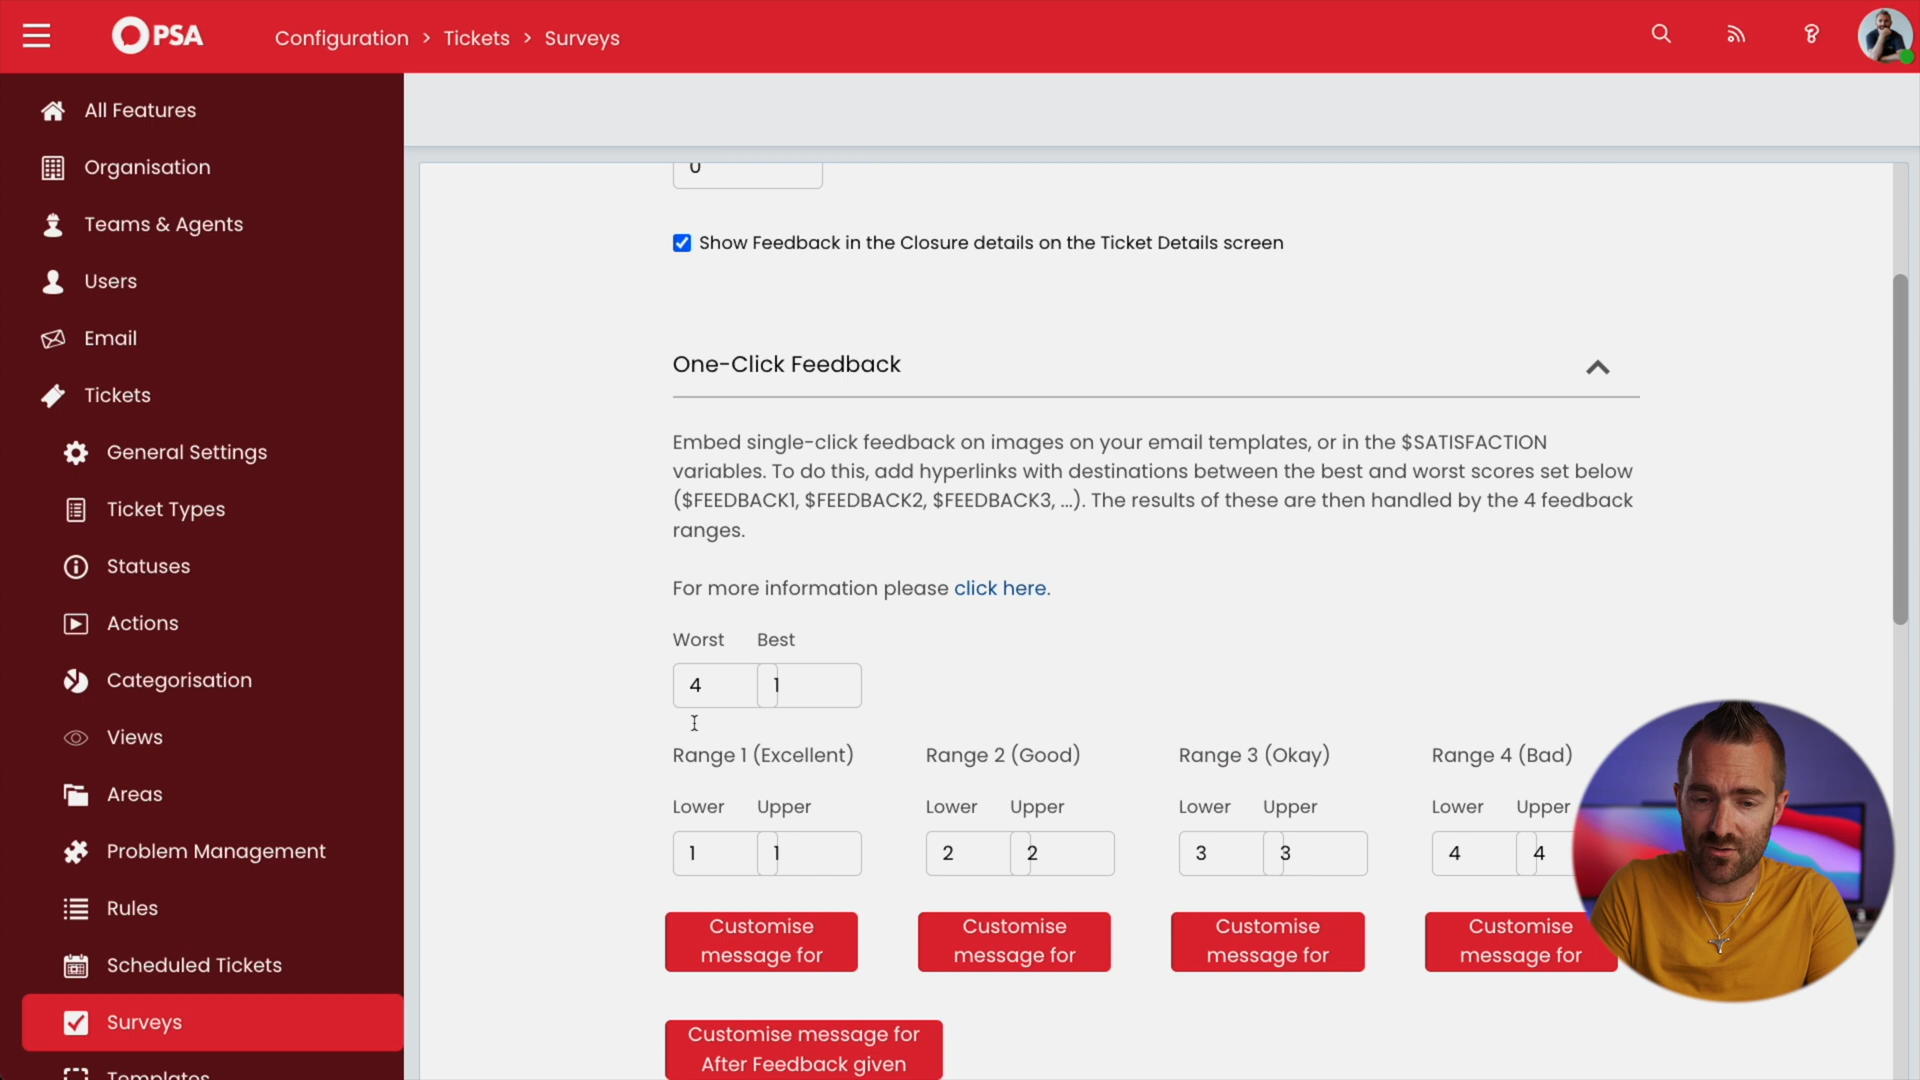 PSA
Configuration > Tickets > Surveys
All Features
Organisation
Teams & Agents
Users
Email
Tickets
General Settings
Ticket Types
Statuses
Actions
Categorisation
Views
Areas
Problem Management
Rules
Scheduled Tickets
Surveys
Templates
0
Show Feedback in the Closure details on the Ticket Details screen
One-Click Feedback
Embed single-click feedback on images on your email templates, or in the $SATISFACTION
variables. To do this, add hyperlinks with destinations between the best and worst scores set below
($FEEDBACK1, $FEEDBACK2, $FEEDBACK3, ...). The results of these are then handled by the 4 feedback
ranges.
For more information please click here.
Worst Best
4 1
Range 1 (Excellent) Range 2 (Good) Range 3 (Okay) Range 4 (Bad)
Lower Upper Lower Upper Lower Upper Lower Upper
1 1 2 2 3 3 4 4
Customise Customise Customise Customise
message for message for message for message for
Customise message for
After Feedback given